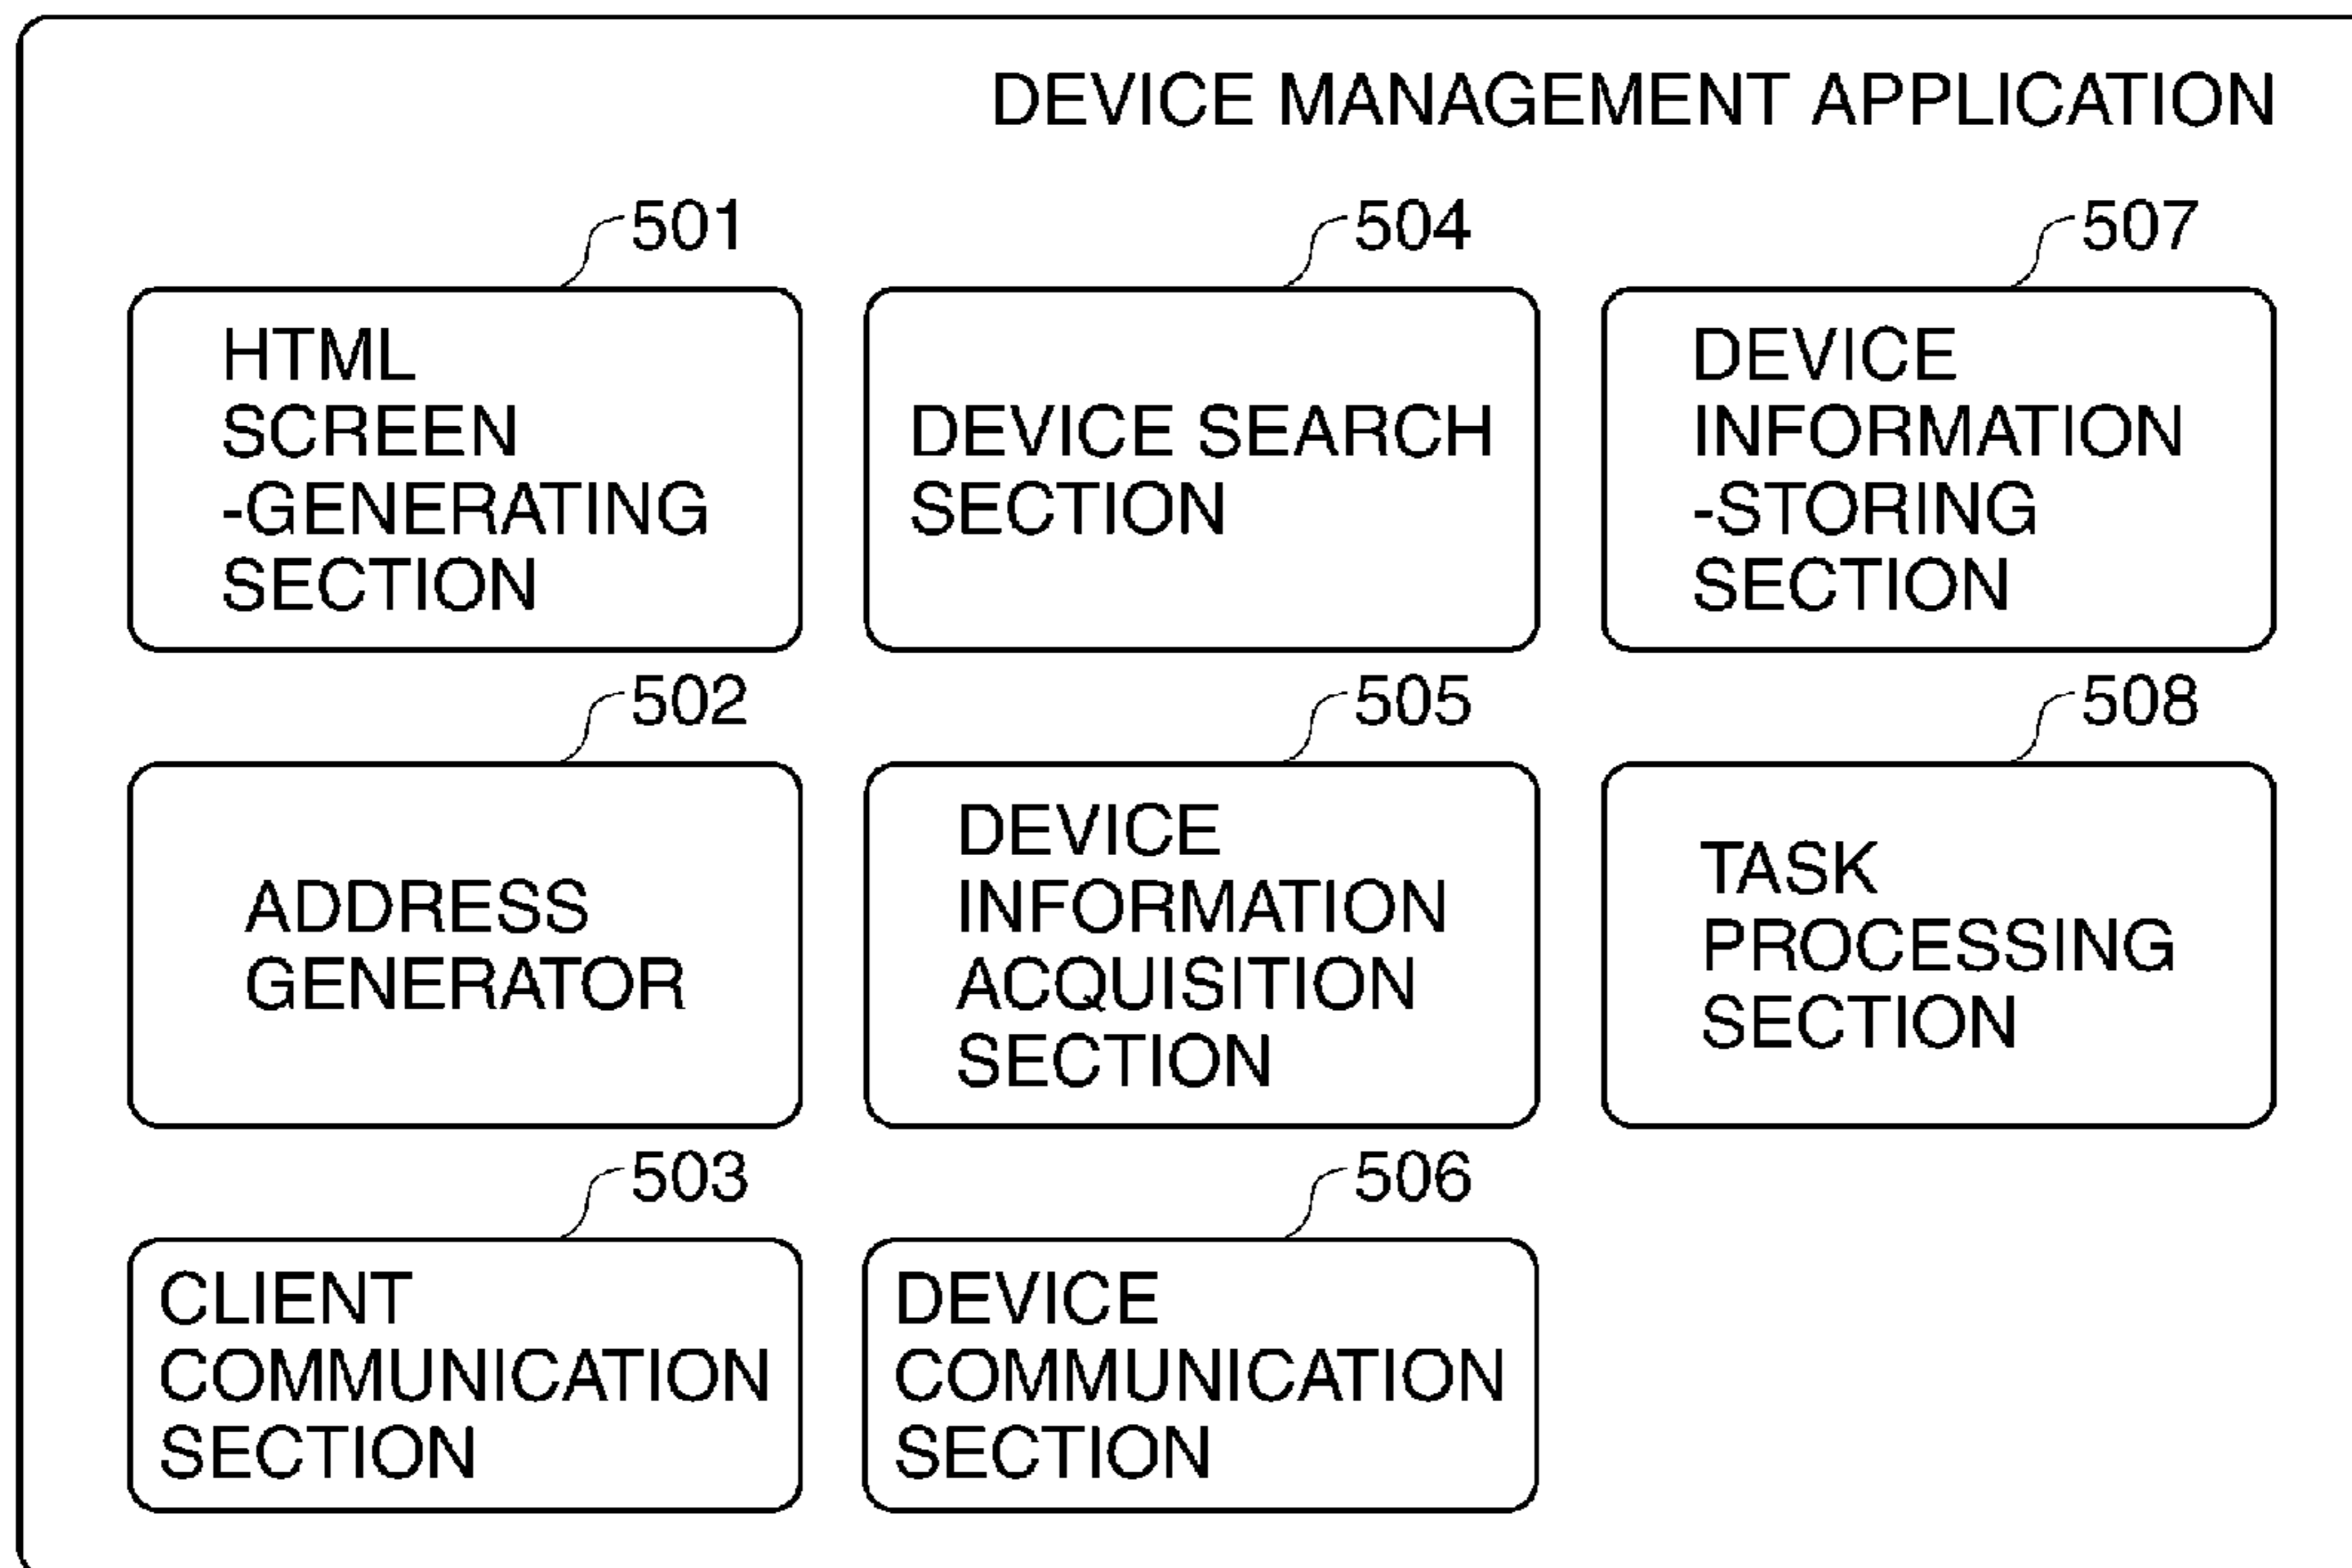 DEVICE MANAGEMENT APPLICATION
501
HTML
SCREEN
-GENERATING
SECTION
504
DEVICE SEARCH
SECTION
507
DEVICE
INFORMATION
-STORING
SECTION
502
ADDRESS
GENERATOR
505
DEVICE
INFORMATION
ACQUISITION
SECTION
508
TASK
PROCESSING
SECTION
503
CLIENT
COMMUNICATION
SECTION
506
DEVICE
COMMUNICATION
SECTION